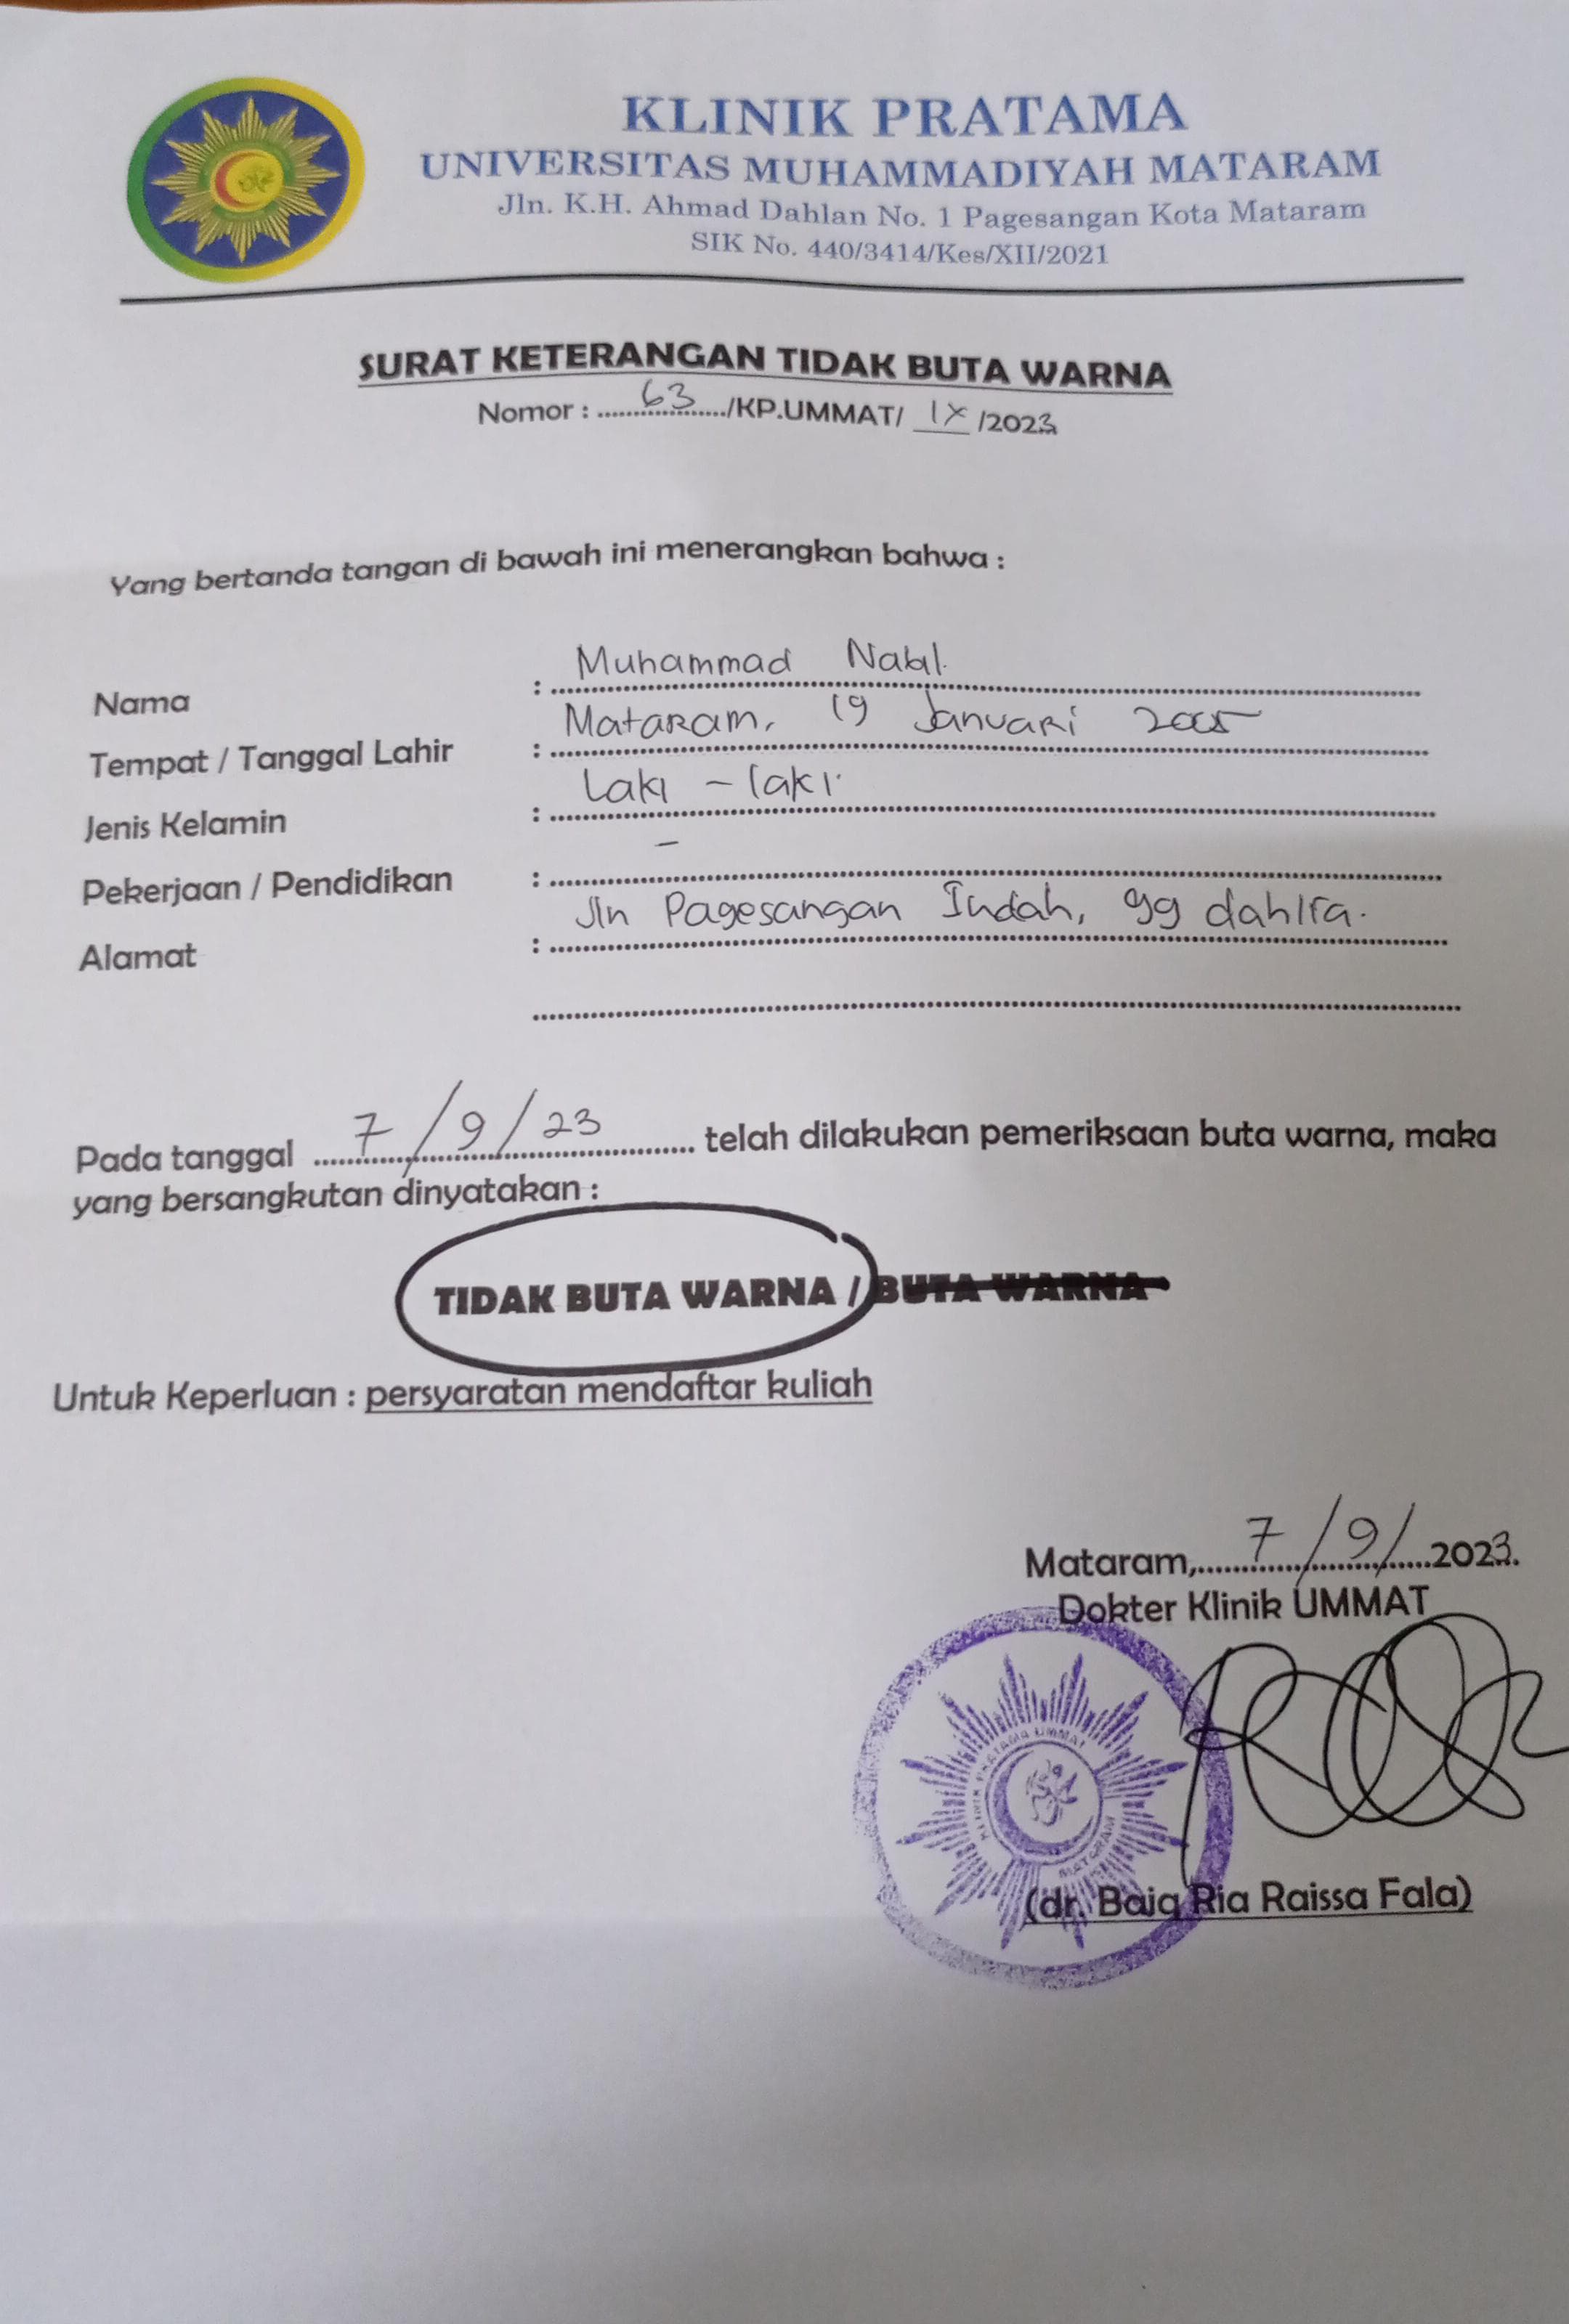 KLINIK PRATAMA
UNIVERSITAS MUHAMMADIYAH MATARAM
Jln. K.H. Ahmad Dahlan No. 1 Pagesangan Kota Mataram
SIK No. 440/3414/Kes/XII/2021
SURAT KETERANGAN TIDAK BUTA WARNA
Nomor : 63 /KP.UMMAT/ IX /2023
Yang bertanda tangan di bawah ini menerangkan bahwa :
Nama : Muhammad Nabil.
Tempat / Tanggal Lahir : Mataram, 19 Januari 2005
Jenis Kelamin : Laki - laki
Pekerjaan / Pendidikan : -
Alamat : Jln Pagesangan Indah, gg dahlia.
Pada tanggal 7/9/23 telah dilakukan pemeriksaan buta warna, maka
yang bersangkutan dinyatakan :
TIDAK BUTA WARNA / BUTA WARNA
Untuk Keperluan : persyaratan mendaftar kuliah
Mataram, 7/9/ 2023.
Dokter Klinik UMMAT
KLINIK PRATAMA UMMAT
MATARAM
(dr. Baiq Ria Raissa Fala)